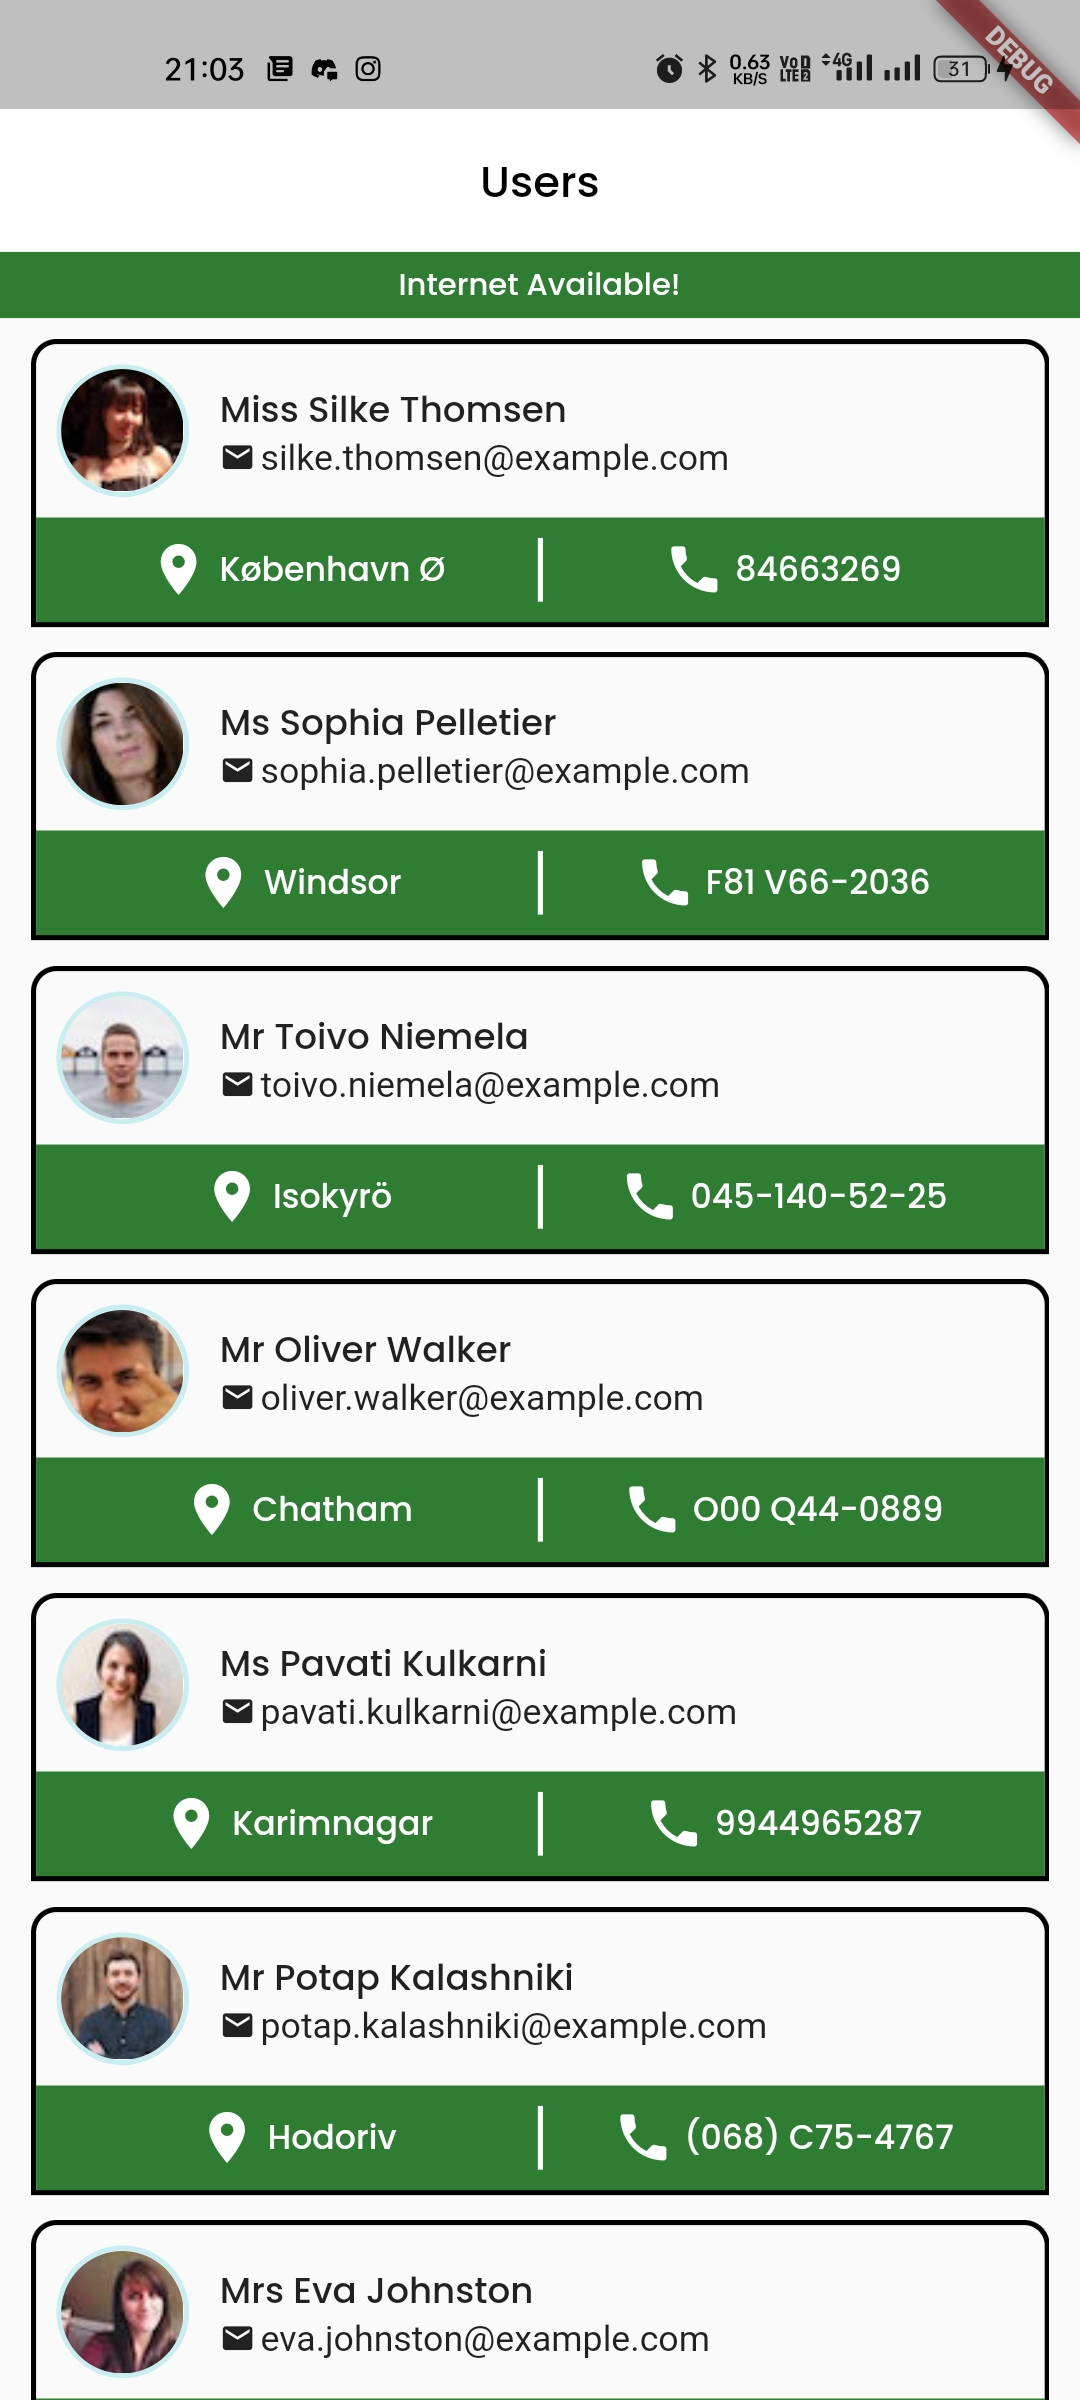 21:03
0.63
KB/S
VoD
LTE2
4G
31
DEBUG
Users
Internet Available!
Miss Silke Thomsen
silke.thomsen@example.com
København Ø
84663269
Ms Sophia Pelletier
sophia.pelletier@example.com
Windsor
F81 V66-2036
Mr Toivo Niemela
toivo.niemela@example.com
Isokyrö
045-140-52-25
Mr Oliver Walker
oliver.walker@example.com
Chatham
O00 Q44-0889
Ms Pavati Kulkarni
pavati.kulkarni@example.com
Karimnagar
9944965287
Mr Potap Kalashniki
potap.kalashniki@example.com
Hodoriv
(068) C75-4767
Mrs Eva Johnston
eva.johnston@example.com